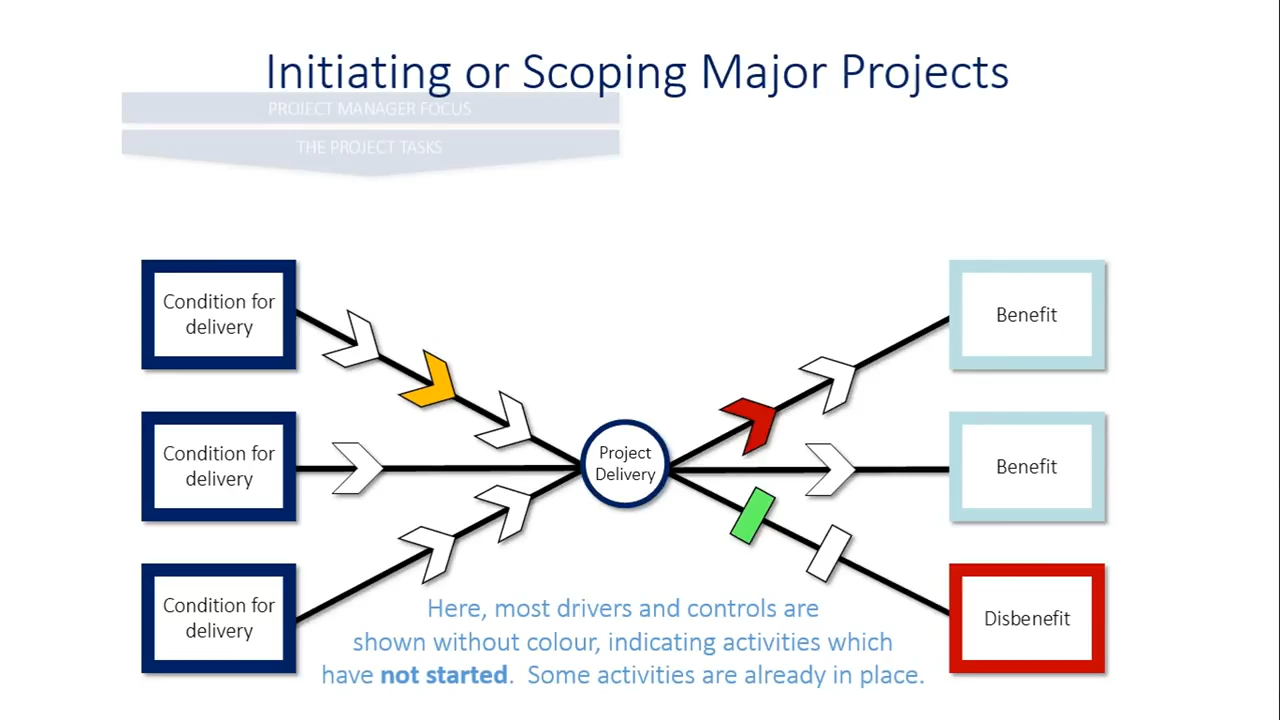 Initiating or Scoping Major Projects
PROJECT MANAGER FOCUS
THE PROJECT TASKS
Condition for
delivery
Benefit
Condition for
delivery
Project
Delivery
Benefit
Condition for
delivery
Disbenefit
Here, most drivers and controls are
shown without colour, indicating activities which
have not started. Some activities are already in place.